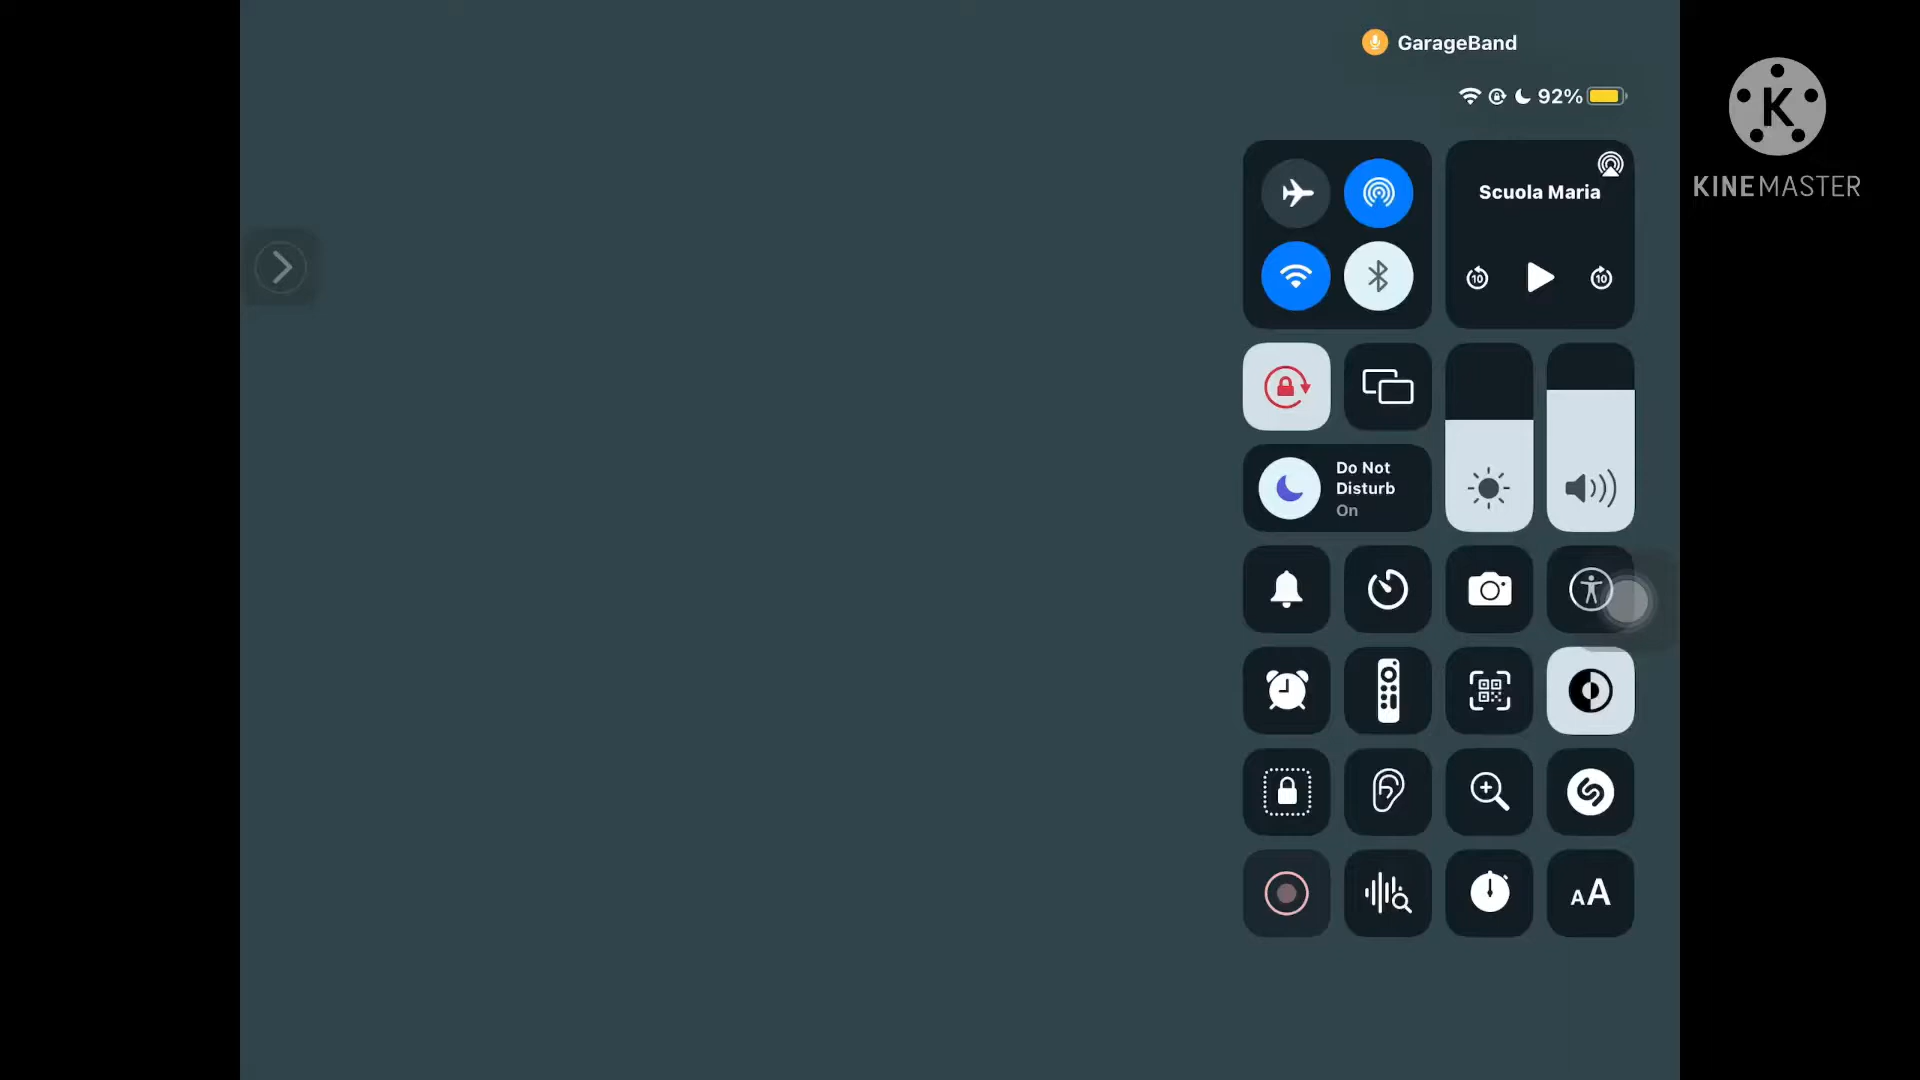 GarageBand
92%
K
KINEMASTER
Scuola Maria
10
10
Do Not
Disturb
On
AA